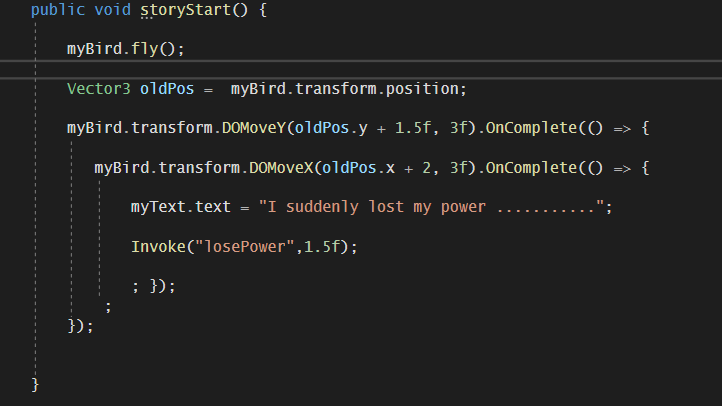 public void storyStart() {
myBird.fly();
Vector3 oldPos =  myBird.transform.position;
myBird.transform.DOMoveY(oldPos.y + 1.5f, 3f).OnComplete(() => {
myBird.transform.DOMoveX(oldPos.x + 2, 3f).OnComplete(() => {
myText.text = "I suddenly lost my power ...........";
Invoke("losePower",1.5f);
; });
;
});
}